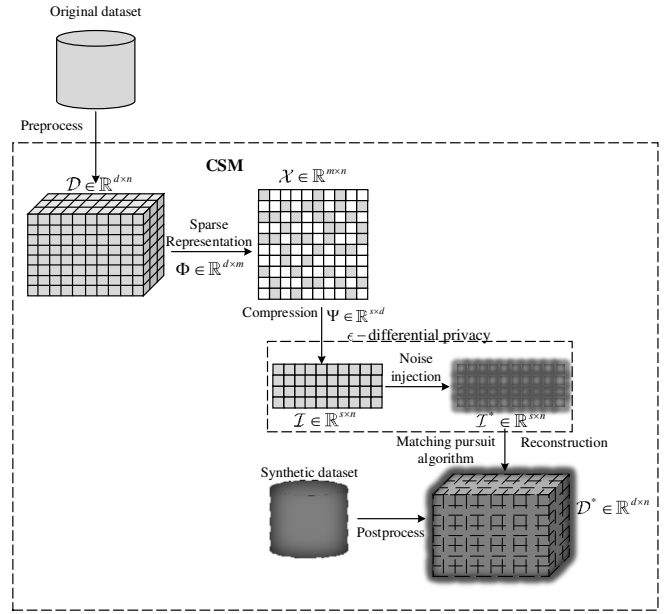 Original dataset
Preprocess
CSM
𝒟 ∈ ℝ^{d×n}
𝒳 ∈ ℝ^{m×n}
Sparse
Representation
Φ ∈ ℝ^{d×m}
Compression
Ψ ∈ ℝ^{s×d}
ϵ – differential privacy
Noise
injection
ℐ ∈ ℝ^{s×n}
ℐ^* ∈ ℝ^{s×n}
Matching pursuit
algorithm
Reconstruction
Synthetic dataset
𝒟^* ∈ ℝ^{d×n}
Postprocess